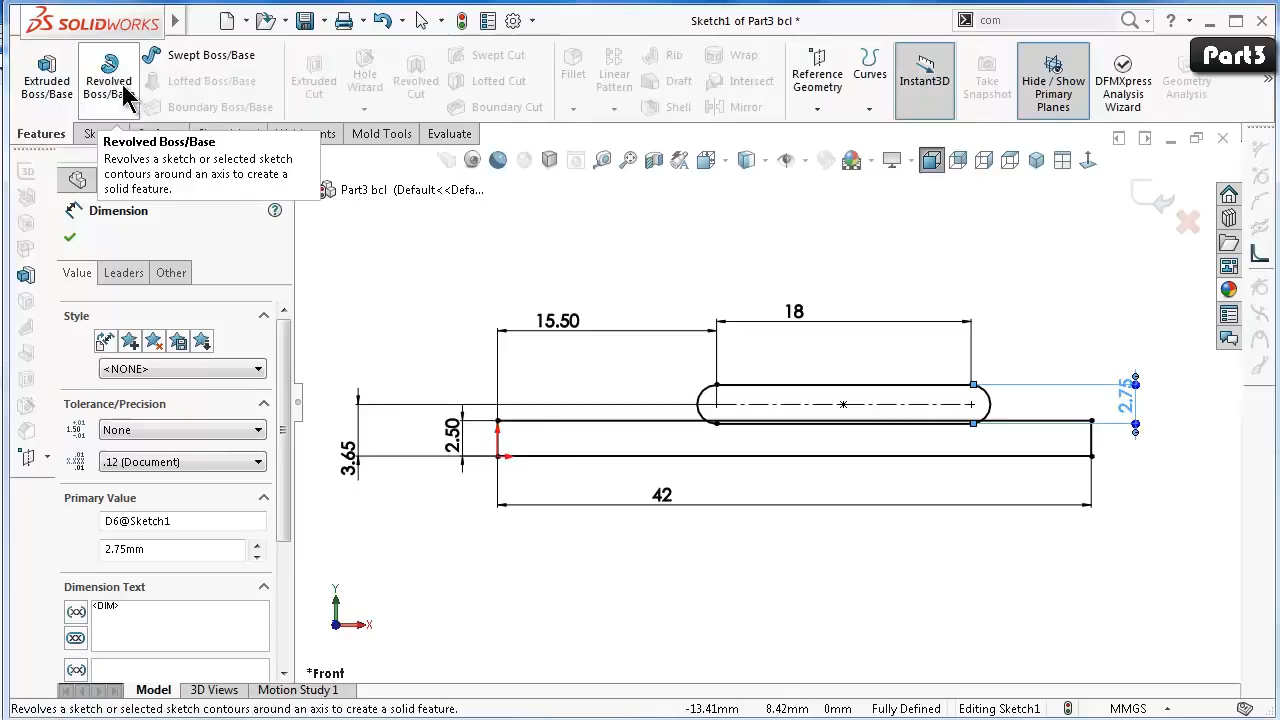 SOLIDWORKS
Sketch1 of Part3 bcl *
com
?
Part3
Extruded
Boss/Base
Revolved
Boss/Base
Swept Boss/Base
Lofted Boss/Base
Boundary Boss/Base
Extruded
Cut
Hole
Wizard
Revolved
Cut
Swept Cut
Lofted Cut
Boundary Cut
Fillet
Linear
Pattern
Rib
Draft
Shell
Wrap
Intersect
Mirror
Reference
Geometry
Curves
Instant3D
Take
Snapshot
Hide / Show
Primary
Planes
DFMXpress
Analysis
Wizard
Geometry
Analysis
Features
Mold Tools
Evaluate
Revolved Boss/Base
Revolves a sketch or selected sketch
contours around an axis to create a
solid feature.
Part3 bcl (Default<<Defa...
Dimension
Value
Leaders
Other
Style
<NONE>
Tolerance/Precision
None
.12 (Document)
Primary Value
D6@Sketch1
2.75mm
Dimension Text
<DIM>
15.50
18
2.75
2.50
3.65
42
Y
X
*Front
Model
3D Views
Motion Study 1
Revolves a sketch or selected sketch contours around an axis to create a solid feature.
-13.41mm
8.42mm
0mm
Fully Defined
Editing Sketch1
MMGS